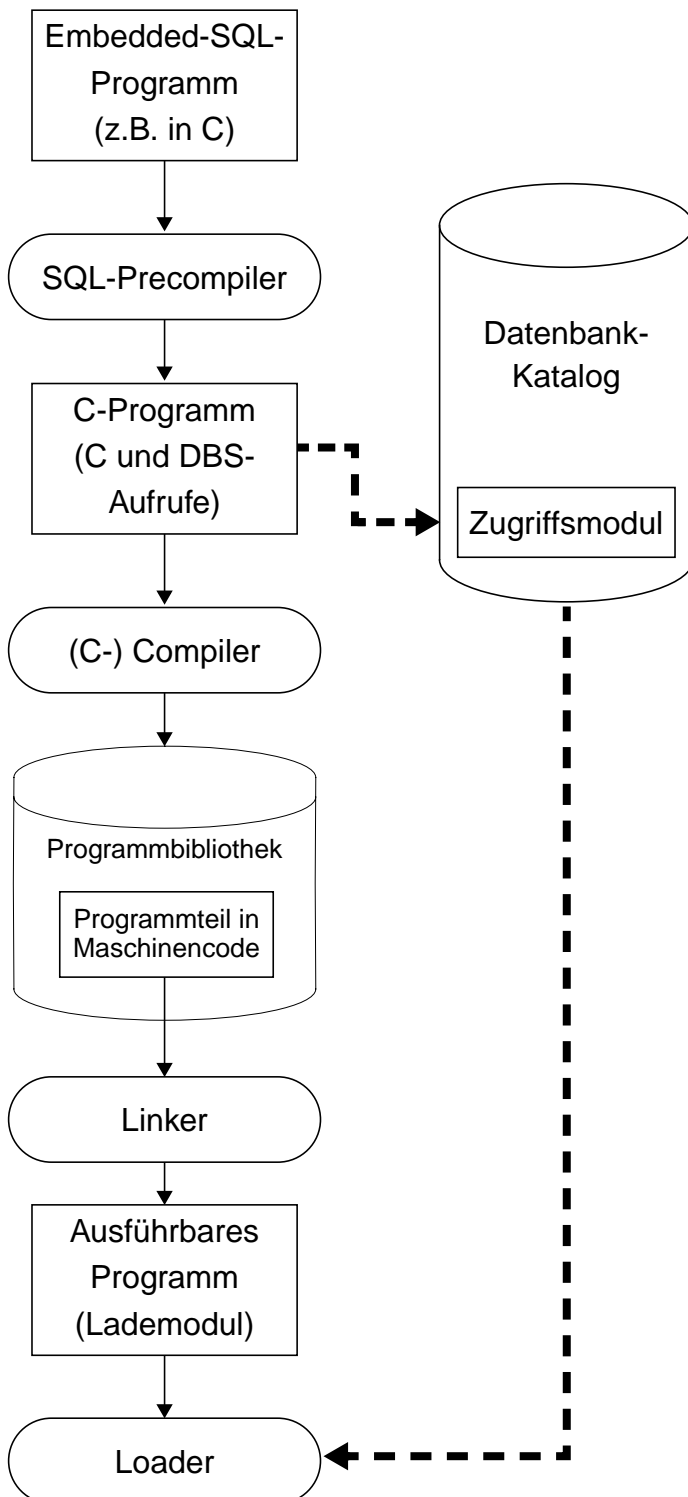 Embedded-SQL-
Programm
(z.B. in C)
SQL-Precompiler
Datenbank-
Katalog
C-Programm
(C und DBS-
Aufrufe)
Zugriffsmodul
(C-) Compiler
Programmbibliothek
Programmteil in
Maschinencode
Linker
Ausführbares
Programm
(Lademodul)
Loader